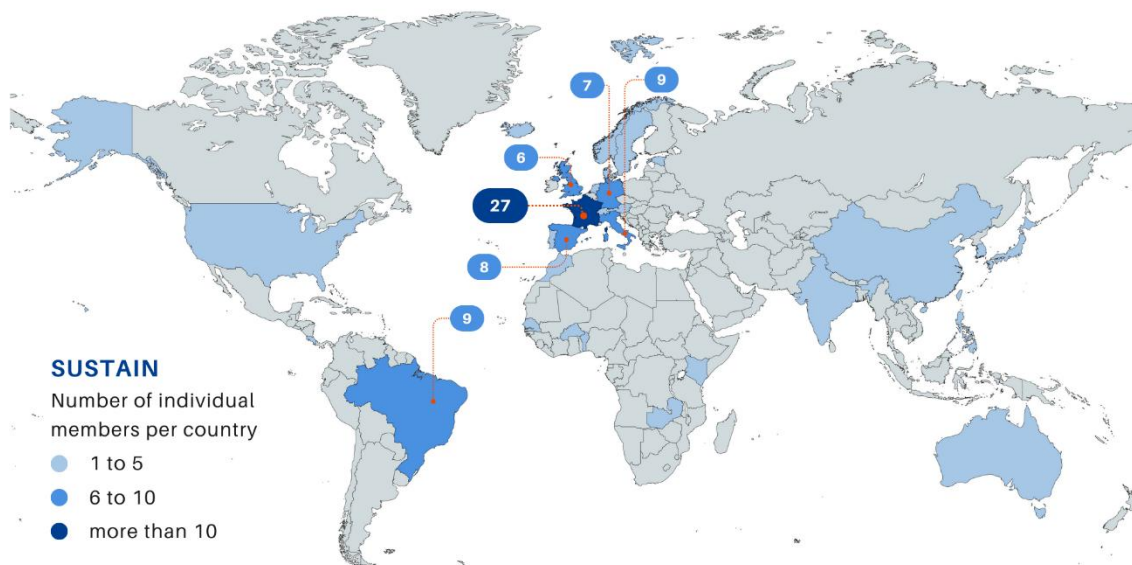 7
9
6
27
8
9
SUSTAIN
Number of individual
members per country
1 to 5
6 to 10
more than 10